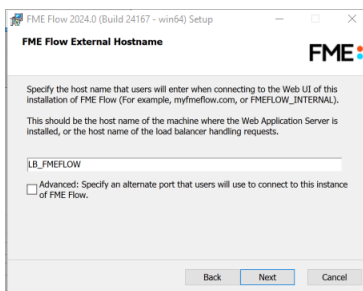 FME Flow 2024.0 (Build 24167 - win64) Setup
FME Flow External Hostname
FME
Specify the host name that users will enter when connecting to the Web UI of this
installation of FME Flow (For example, myfmeflow.com, or FMEFLOW_INTERNAL).
This should be the host name of the machine where the Web Application Server is
installed, or the host name of the load balancer handling requests.
LB_FMEFLOW
Advanced: Specify an alternate port that users will use to connect to this instance
of FME Flow.
Back Next Cancel